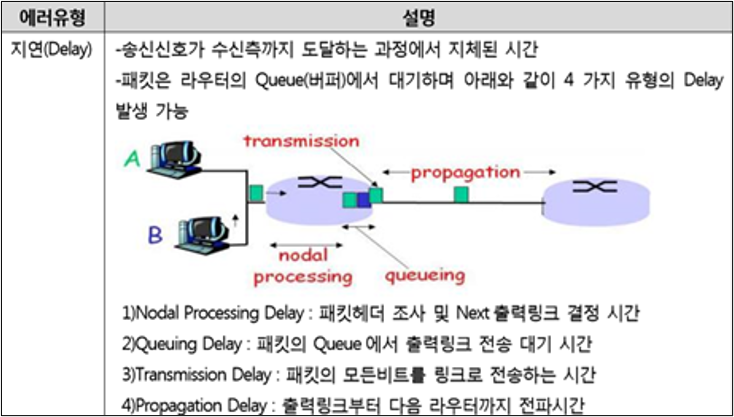 에러유형 설명
지연(Delay) -송신신호가 수신측까지 도달하는 과정에서 지체된 시간
-패킷은 라우터의 Queue(버퍼)에서 대기하며 아래와 같이 4 가지 유형의 Delay
발생 가능
transmission
A
propagation
B
nodal
processing
queueing
1)Nodal Processing Delay : 패킷헤더 조사 및 Next 출력링크 결정 시간
2)Queuing Delay : 패킷의 Queue 에서 출력링크 전송 대기 시간
3)Transmission Delay : 패킷의 모든비트를 링크로 전송하는 시간
4)Propagation Delay : 출력링크부터 다음 라우터까지 전파시간